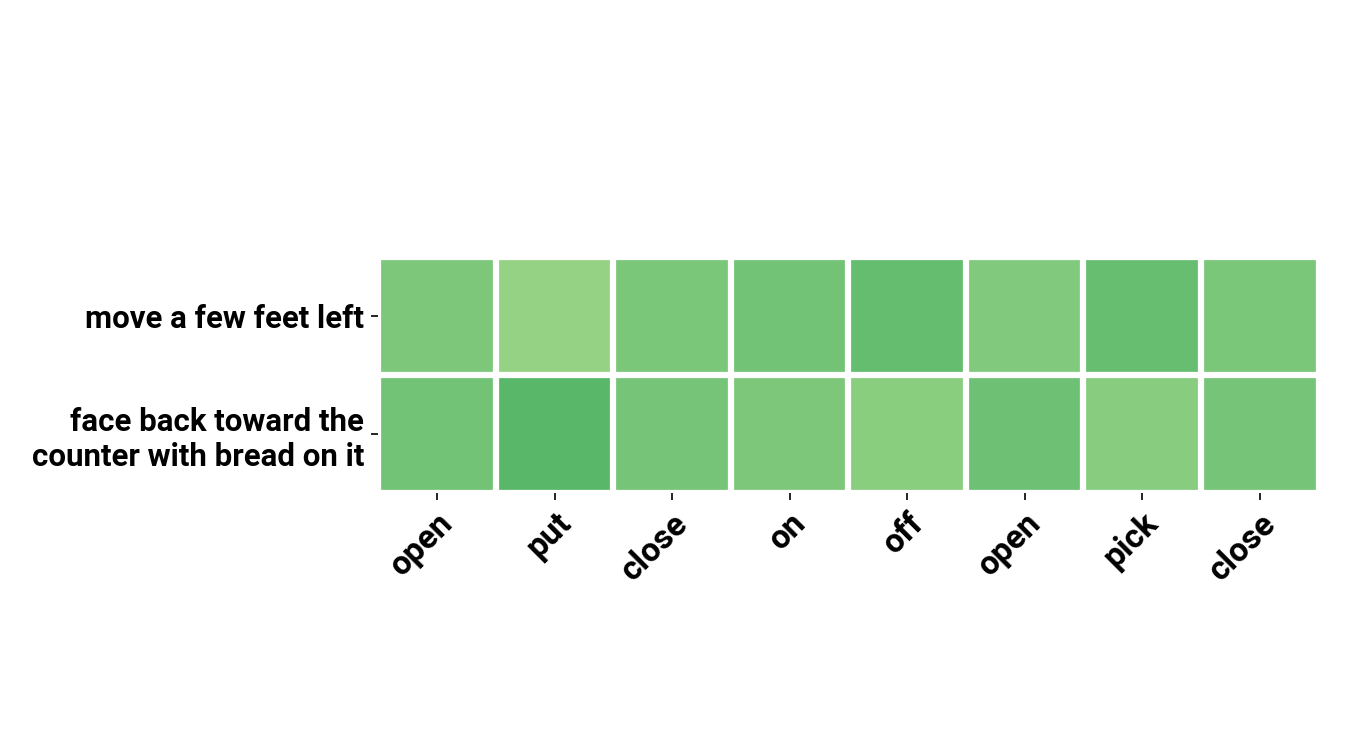 move a few feet left
face back toward the
counter with bread on it
open
put
close
on
off
open
pick
close